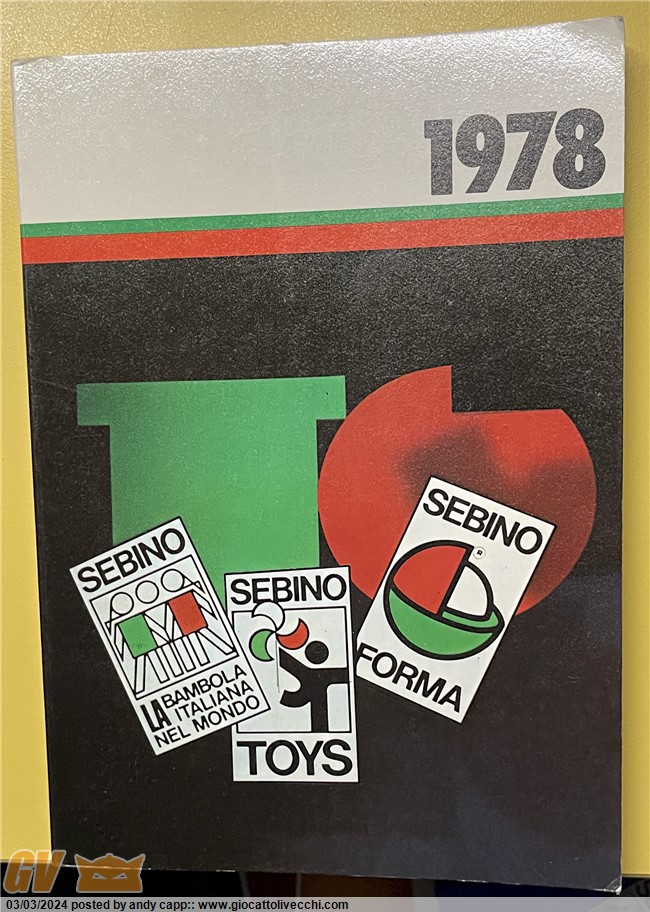 1978
SEBINO
LA BAMBOLA
ITALIANA
NEL MONDO
SEBINO
TOYS
SEBINO
®
FORMA
GV
03/03/2024 posted by andy capp:: www.giocattolivecchi.com